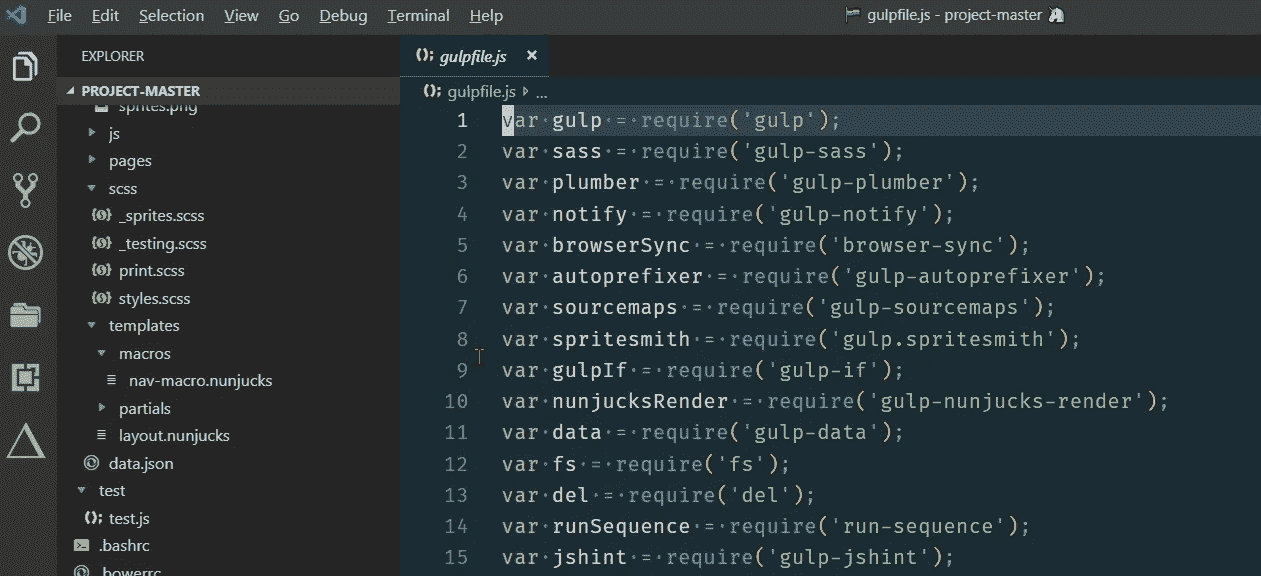 File Edit Selection View Go Debug Terminal Help
gulpfile.js - project-master
EXPLORER
PROJECT-MASTER
sprites.png
js
pages
scss
_sprites.scss
_testing.scss
print.scss
styles.scss
templates
macros
nav-macro.nunjucks
partials
layout.nunjucks
data.json
test
test.js
.bashrc
.bowerrc
gulpfile.js ×
gulpfile.js ...
1 var gulp = require('gulp');
2 var sass = require('gulp-sass');
3 var plumber = require('gulp-plumber');
4 var notify = require('gulp-notify');
5 var browserSync = require('browser-sync');
6 var autoprefixer = require('gulp-autoprefixer');
7 var sourcemaps = require('gulp-sourcemaps');
8 var spritesmith = require('gulp.spritesmith');
9 var gulpIf = require('gulp-if');
10 var nunjucksRender = require('gulp-nunjucks-render');
11 var data = require('gulp-data');
12 var fs = require('fs');
13 var del = require('del');
14 var runSequence = require('run-sequence');
15 var jshint = require('gulp-jshint');